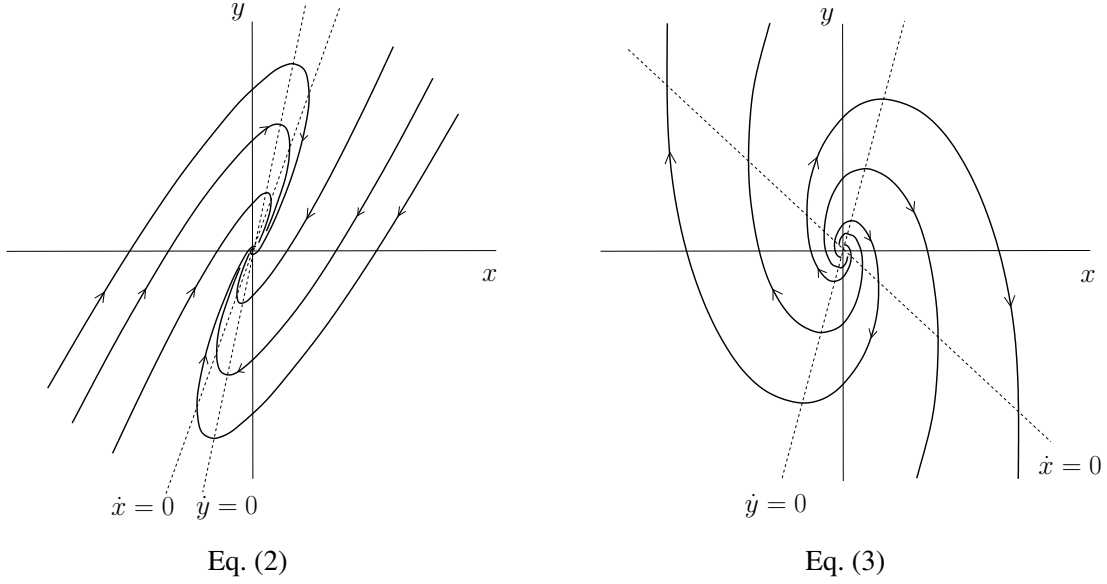 y
x
ẋ = 0
ẏ = 0
Eq. (2)
y
x
ẋ = 0
ẏ = 0
Eq. (3)